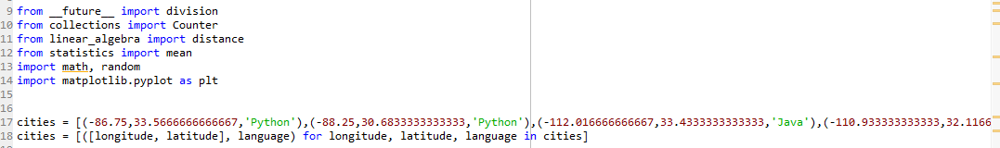 9 from __future__ import division
10 from collections import Counter
11 from linear_algebra import distance
12 from statistics import mean
13 import math, random
14 import matplotlib.pyplot as plt
15
16
17 cities = [(-86.75,33.5666666666667,'Python'),(-88.25,30.6833333333333,'Python'),(-112.016666666667,33.4333333333333,'Java'),(-110.933333333333,32.1166
18 cities = [([longitude, latitude], language) for longitude, latitude, language in cities]